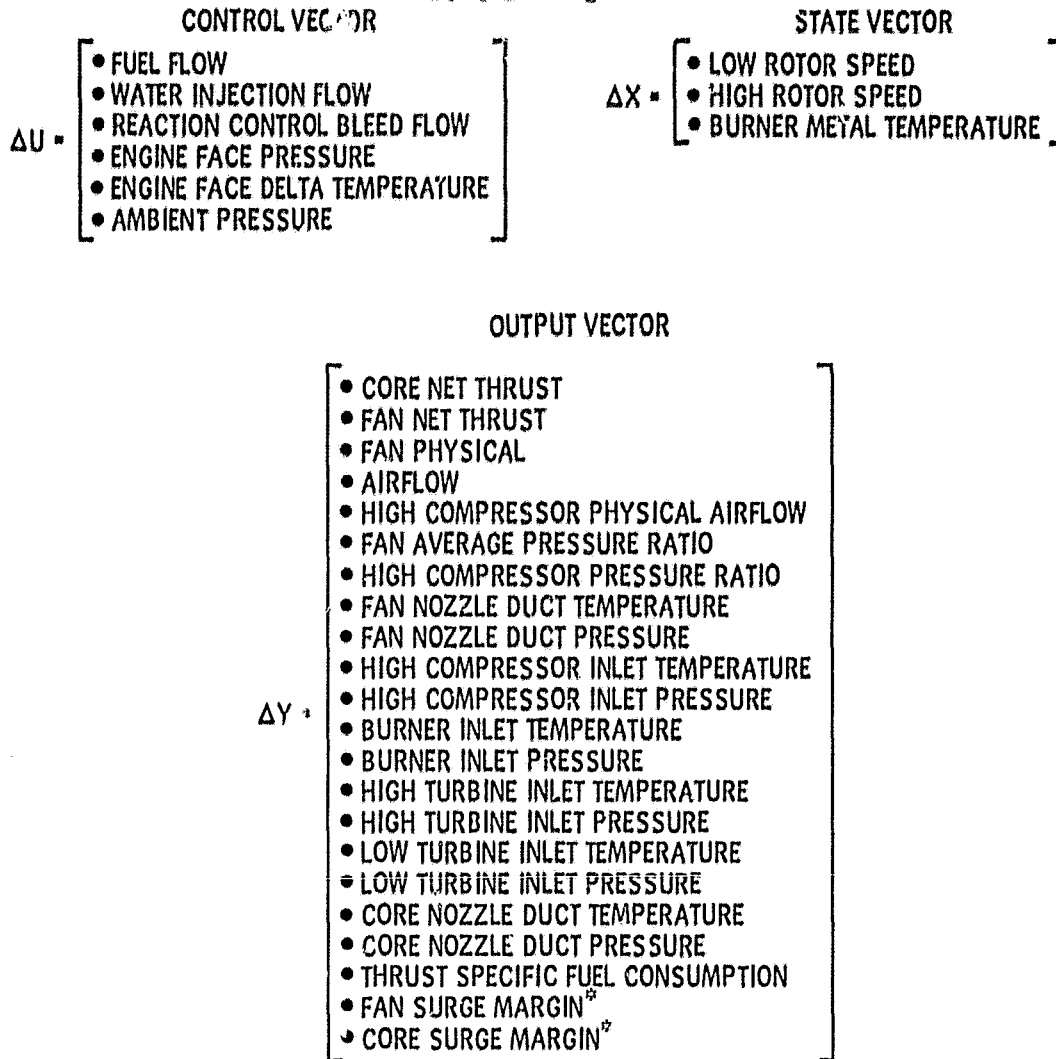 CONTROL VECTOR
ΔU =
• FUEL FLOW
• WATER INJECTION FLOW
• REACTION CONTROL BLEED FLOW
• ENGINE FACE PRESSURE
• ENGINE FACE DELTA TEMPERATURE
• AMBIENT PRESSURE
STATE VECTOR
ΔX =
• LOW ROTOR SPEED
• HIGH ROTOR SPEED
• BURNER METAL TEMPERATURE
OUTPUT VECTOR
ΔY =
• CORE NET THRUST
• FAN NET THRUST
• FAN PHYSICAL
• AIRFLOW
• HIGH COMPRESSOR PHYSICAL AIRFLOW
• FAN AVERAGE PRESSURE RATIO
• HIGH COMPRESSOR PRESSURE RATIO
• FAN NOZZLE DUCT TEMPERATURE
• FAN NOZZLE DUCT PRESSURE
• HIGH COMPRESSOR INLET TEMPERATURE
• HIGH COMPRESSOR INLET PRESSURE
• BURNER INLET TEMPERATURE
• BURNER INLET PRESSURE
• HIGH TURBINE INLET TEMPERATURE
• HIGH TURBINE INLET PRESSURE
• LOW TURBINE INLET TEMPERATURE
• LOW TURBINE INLET PRESSURE
• CORE NOZZLE DUCT TEMPERATURE
• CORE NOZZLE DUCT PRESSURE
• THRUST SPECIFIC FUEL CONSUMPTION
• FAN SURGE MARGIN*
• CORE SURGE MARGIN*